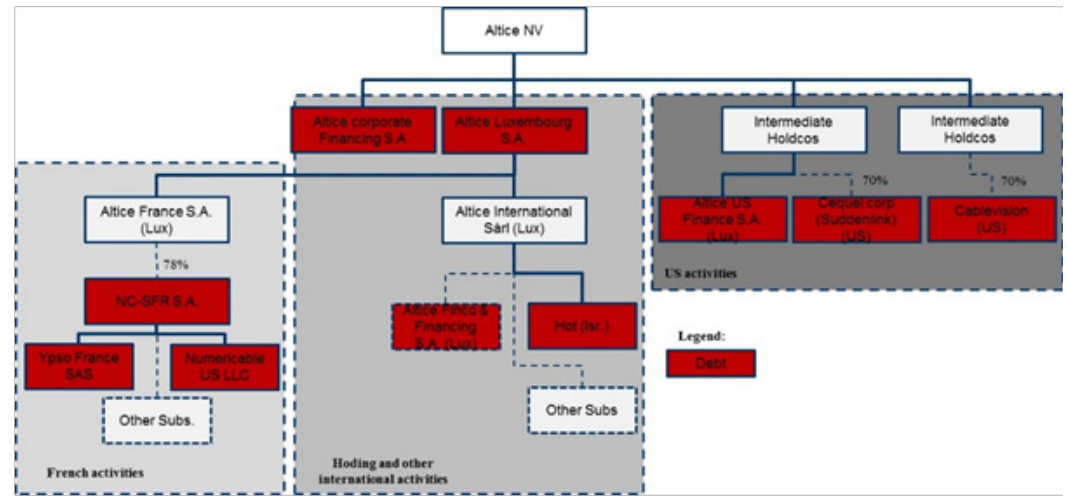 Altice NV
Altice corporate
Financing S.A
Altice Luxembourg
S.A.
Intermediate
Holdcos
Intermediate
Holdcos
70%
70%
Altice France S.A.
(Lux)
Altice International
Sàrl (Lux)
Altice US
Finance S.A.
(Lux)
Cequel corp
(Suddenlink)
(US)
Cablevision
(US)
78%
US activities
NC-SFR S.A.
Altice Finco &
Financing
S.A. (Lux)
Hot (Isr.)
Legend:
Debt
Ypso France
SAS
Numericable
US LLC
Other Subs.
Other Subs
French activities
Hoding and other
international activities